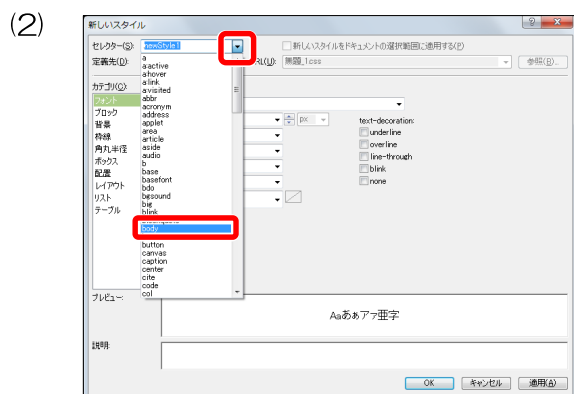 (2)
新しいスタイル
セレクター(S): .newStyle1
新しいスタイルをドキュメントの選択範囲に適用する(P)
定義先(D):
RL(U): 無題_1.css
参照(B)...
カテゴリ(C):
フォント
ブロック
背景
枠線
角丸半径
ボックス
配置
レイアウト
リスト
テーブル
a
a:active
a:hover
a:link
a:visited
abbr
acronym
address
applet
area
article
aside
audio
b
base
basefont
bdo
bgsound
big
blink
body
button
canvas
caption
center
cite
code
col
px
text-decoration:
underline
overline
line-through
blink
none
プレビュー:
Aaあぁアァ亜宇
説明:
OK
キャンセル
適用(A)